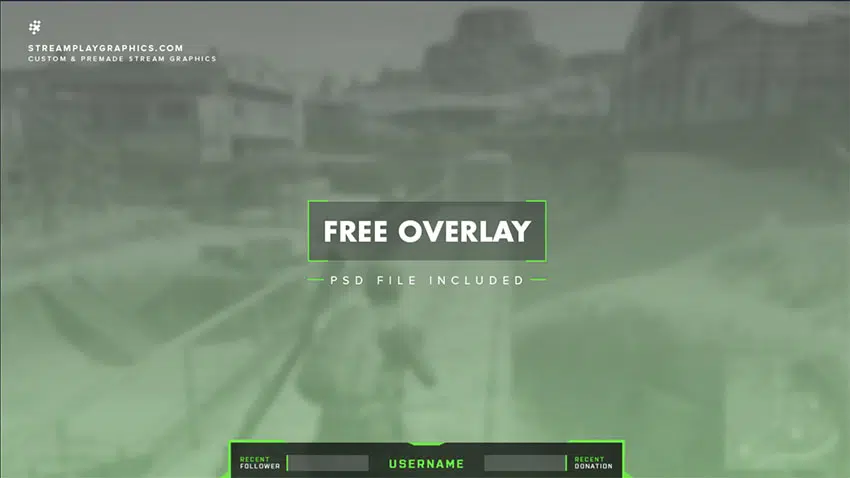 STREAMPLAYGRAPHICS.COM
CUSTOM & PREMADE STREAM GRAPHICS
FREE OVERLAY
PSD FILE INCLUDED
RECENT
FOLLOWER
USERNAME
RECENT
DONATION